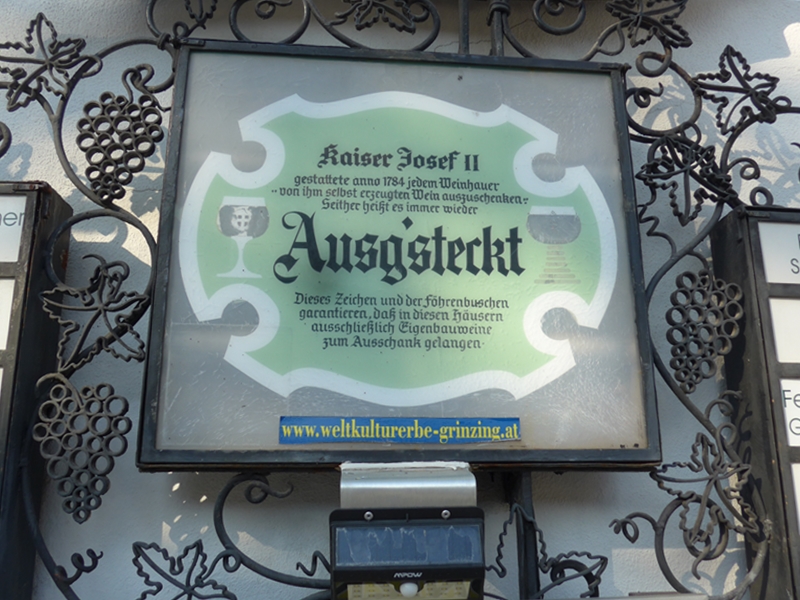 Kaiser Josef II
gestattete anno 1784 jedem Weinhauer
"von ihm selbst erzeugten Wein auszuschenken."
Seither heißt es immer wieder
Ausg'steckt
Dieses Zeichen und der Föhrenbuschen
garantieren, daß in diesen Häusern
ausschließlich Eigenbauweine
zum Ausschank gelangen.
www.weltkulturerbe-grinzing.at
MPOW